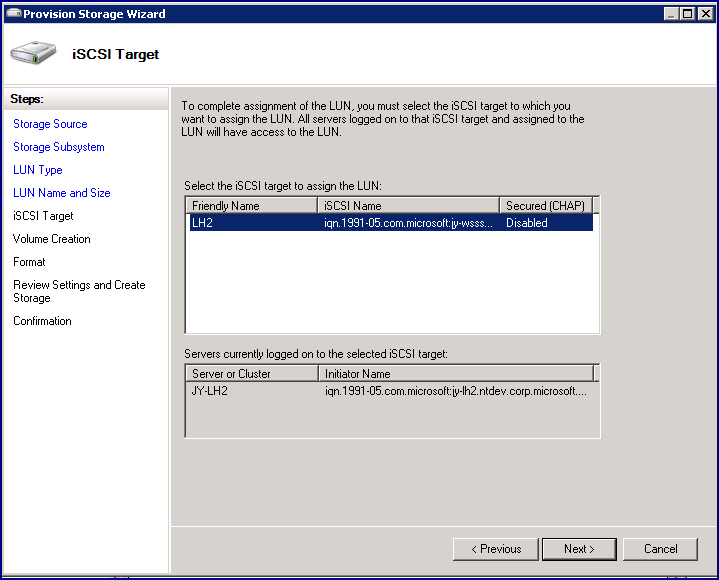 Provision Storage Wizard
iSCSI Target
Steps:
Storage Source
Storage Subsystem
LUN Type
LUN Name and Size
iSCSI Target
Volume Creation
Format
Review Settings and Create
Storage
Confirmation
To complete assignment of the LUN, you must select the iSCSI target to which you
want to assign the LUN. All servers logged on to that iSCSI target and assigned to the
LUN will have access to the LUN.
Select the iSCSI target to assign the LUN:
Friendly Name iSCSI Name Secured (CHAP)
LH2 iqn.1991-05.com.microsoft:jy-wsss... Disabled
Servers currently logged on to the selected iSCSI target:
Server or Cluster Initiator Name
JY-LH2 iqn.1991-05.com.microsoft:jy-lh2.ntdev.corp.microsoft....
< Previous Next > Cancel